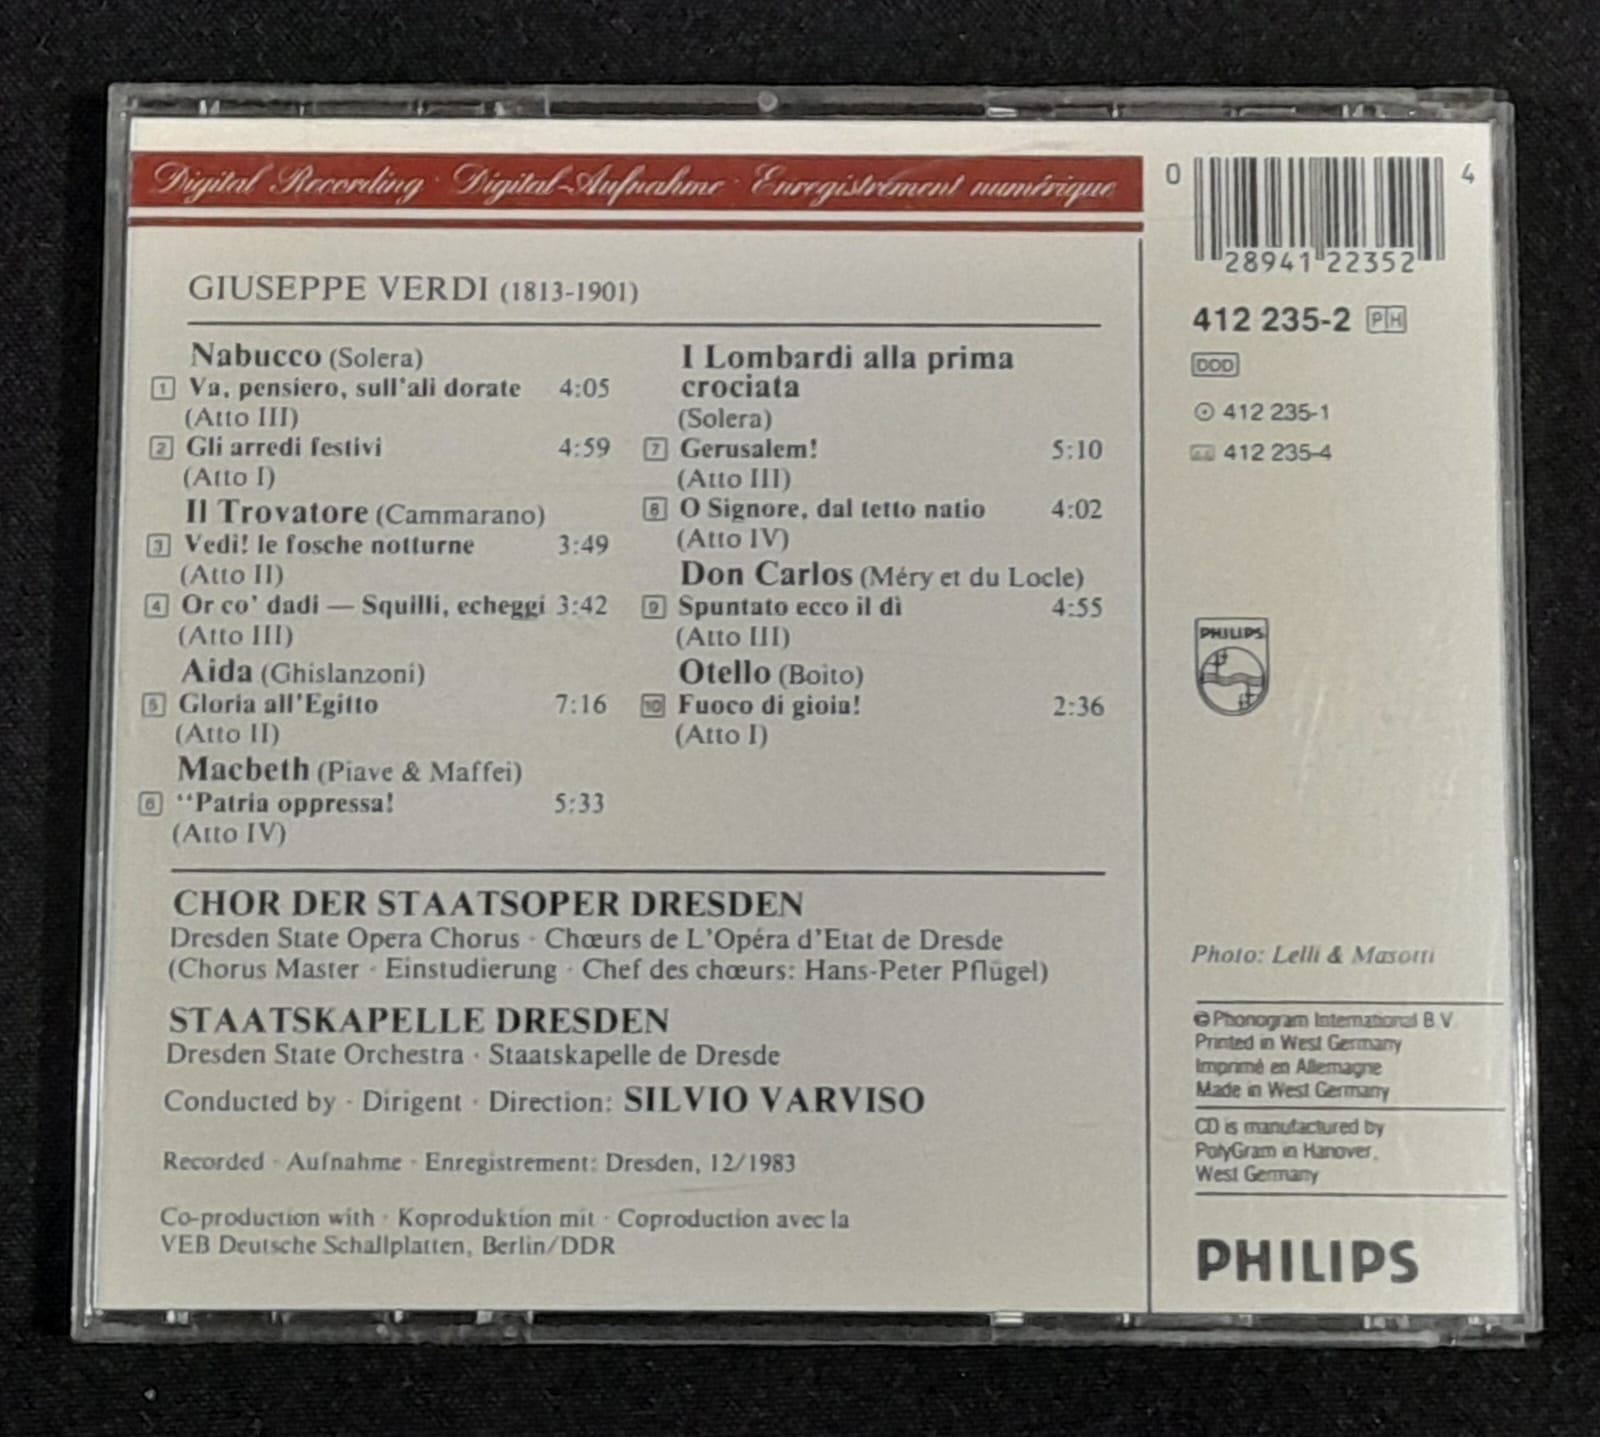 Digital Recording · Digital-Aufnahme · Enregistrement numérique
GIUSEPPE VERDI (1813-1901)
Nabucco (Solera)
1 Va, pensiero, sull'ali dorate 4:05
(Atto III)
2 Gli arredi festivi 4:59
(Atto I)
Il Trovatore (Cammarano)
3 Vedi! le fosche notturne 3:49
(Atto II)
4 Or co' dadi — Squilli, echeggi 3:42
(Atto III)
Aida (Ghislanzoni)
5 Gloria all'Egitto 7:16
(Atto II)
Macbeth (Piave & Maffei)
6 “Patria oppressa! 5:33
(Atto IV)
I Lombardi alla prima
crociata
(Solera)
7 Gerusalem! 5:10
(Atto III)
8 O Signore, dal tetto natio 4:02
(Atto IV)
Don Carlos (Méry et du Locle)
9 Spuntato ecco il dì 4:55
(Atto III)
Otello (Boito)
10 Fuoco di gioia! 2:36
(Atto I)
CHOR DER STAATSOPER DRESDEN
Dresden State Opera Chorus · Chœurs de L'Opéra d'Etat de Dresde
(Chorus Master · Einstudierung · Chef des chœurs: Hans-Peter Pflügel)
STAATSKAPELLE DRESDEN
Dresden State Orchestra · Staatskapelle de Dresde
Conducted by · Dirigent · Direction: SILVIO VARVISO
Recorded · Aufnahme · Enregistrement: Dresden, 12/1983
Co-production with · Koproduktion mit · Coproduction avec la
VEB Deutsche Schallplatten, Berlin/DDR
0 28941 22352 4
412 235-2 PH
DDD
412 235-1
412 235-4
PHILIPS
Photo: Lelli & Masotti
℗ Phonogram International B.V.
Printed in West Germany
Imprimé en Allemagne
Made in West Germany
CD is manufactured by
PolyGram in Hanover,
West Germany
PHILIPS